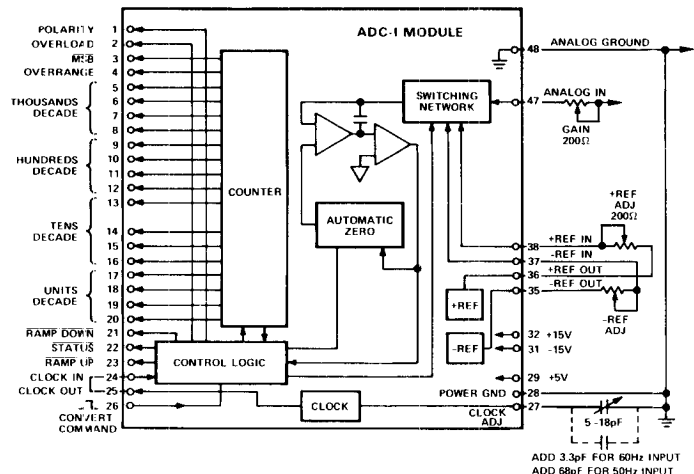 ADC-I MODULE
POLARITY 1
OVERLOAD 2
MSB 3
OVERRANGE 4
THOUSANDS
DECADE
5
6
7
8
HUNDREDS
DECADE
9
10
11
12
TENS
DECADE
13
14
15
16
UNITS
DECADE
17
18
19
20
RAMP DOWN 21
STATUS 22
RAMP UP 23
CLOCK IN 24
CLOCK OUT 25
26
CONVERT
COMMAND
COUNTER
CONTROL LOGIC
CLOCK
AUTOMATIC
ZERO
SWITCHING
NETWORK
+REF
-REF
48 ANALOG GROUND
47 ANALOG IN
GAIN
200Ω
+REF
ADJ
200Ω
38 +REF IN
37 -REF IN
36 +REF OUT
35 -REF OUT
-REF
ADJ
32 +15V
31 -15V
29 +5V
POWER GND 28
27
CLOCK
ADJ
5-18pF
ADD 3.3pF FOR 60Hz INPUT
ADD 68pF FOR 50Hz INPUT